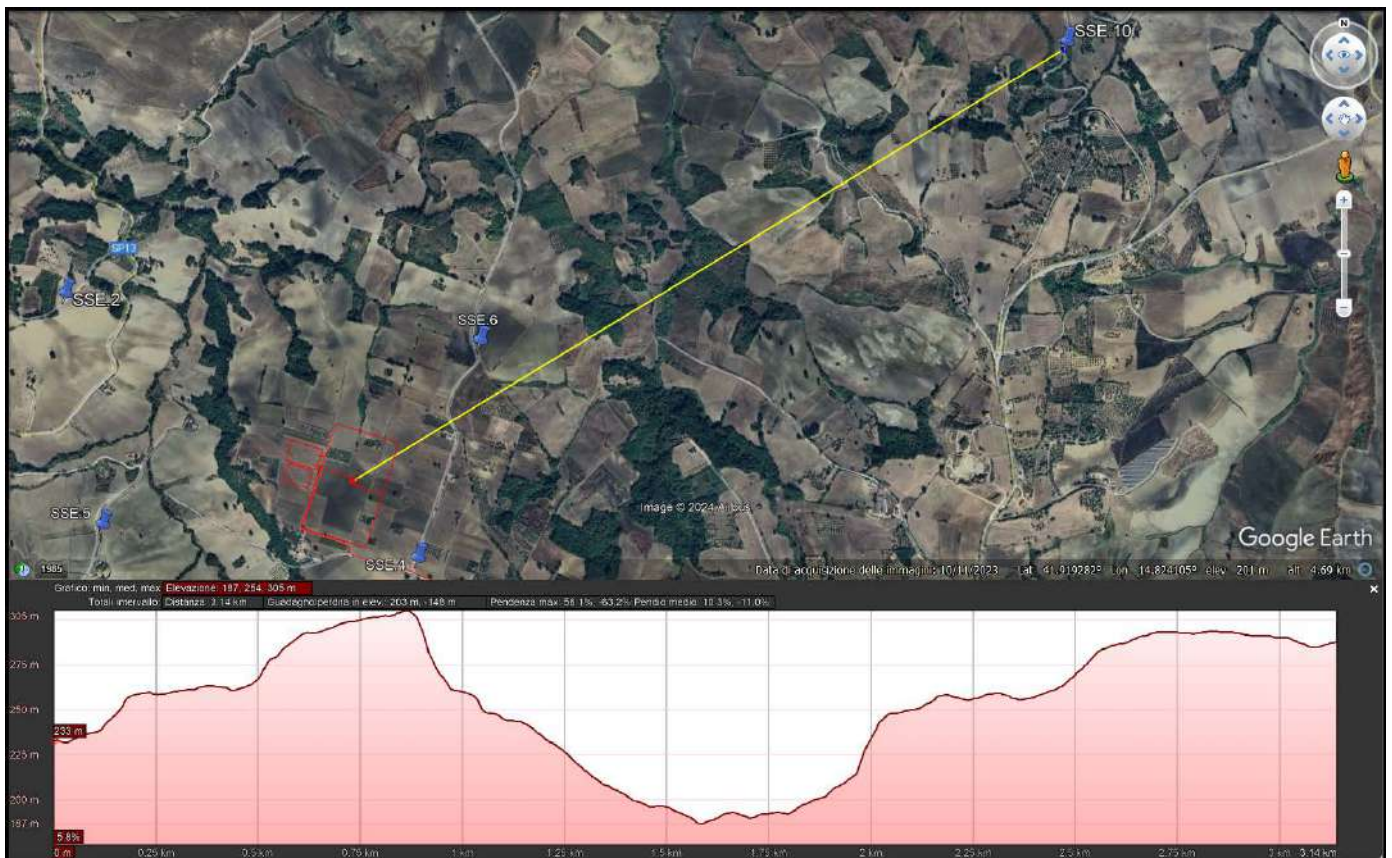 SSE.10
N
SP13
SSE.2
SSE.6
SSE.5
SSE.4
Image © 2024 Airbus
Google Earth
1985
Data di acquisizione delle immagini: 10/11/2023 Lat 41.919282° Lon 14.824105° elev 201 m alt 4.69 km
Grafico: min, med, max Elevazione: 187, 254, 305 m
Totali intervallo: Distanza: 3.14 km Guadagno/perdita in elev.: 203 m, -148 m Pendenza max: 58.1%, -63.2% Pendio medio: 10.3%, -11.0%
305 m
275 m
250 m
233 m
225 m
200 m
187 m
5.8%
0 m 0.25 km 0.5 km 0.75 km 1 km 1.25 km 1.5 km 1.75 km 2 km 2.25 km 2.5 km 2.75 km 3 km 3.14 km